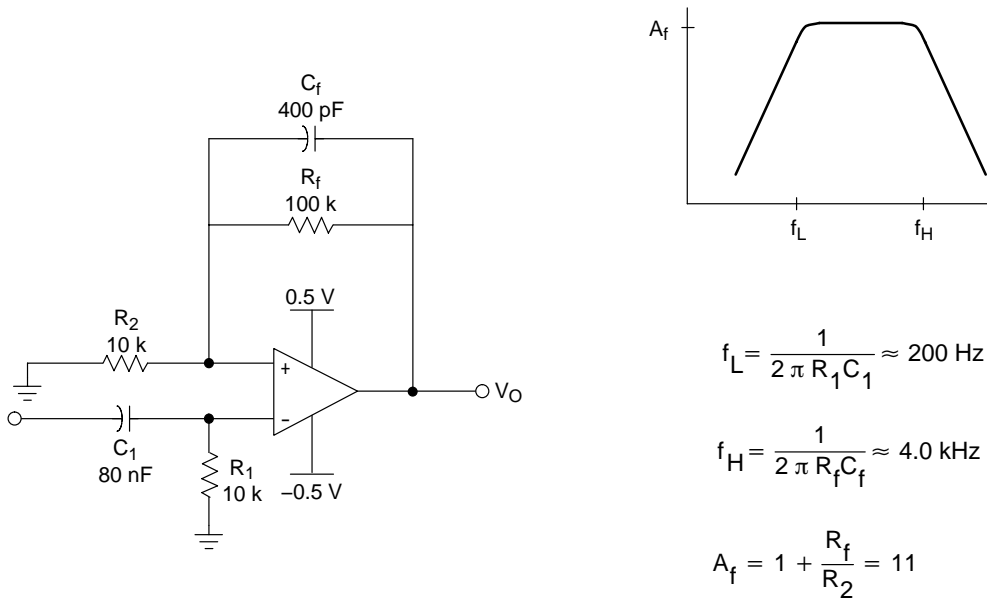 C_f
400 pF
R_f
100 k
0.5 V
R_2
10 k
+
−
V_O
C_1
80 nF
R_1
10 k
−0.5 V
A_f
f_L
f_H
f_L = 1 / (2 π R_1C_1) ≈ 200 Hz
f_H = 1 / (2 π R_fC_f) ≈ 4.0 kHz
A_f = 1 + R_f / R_2 = 11